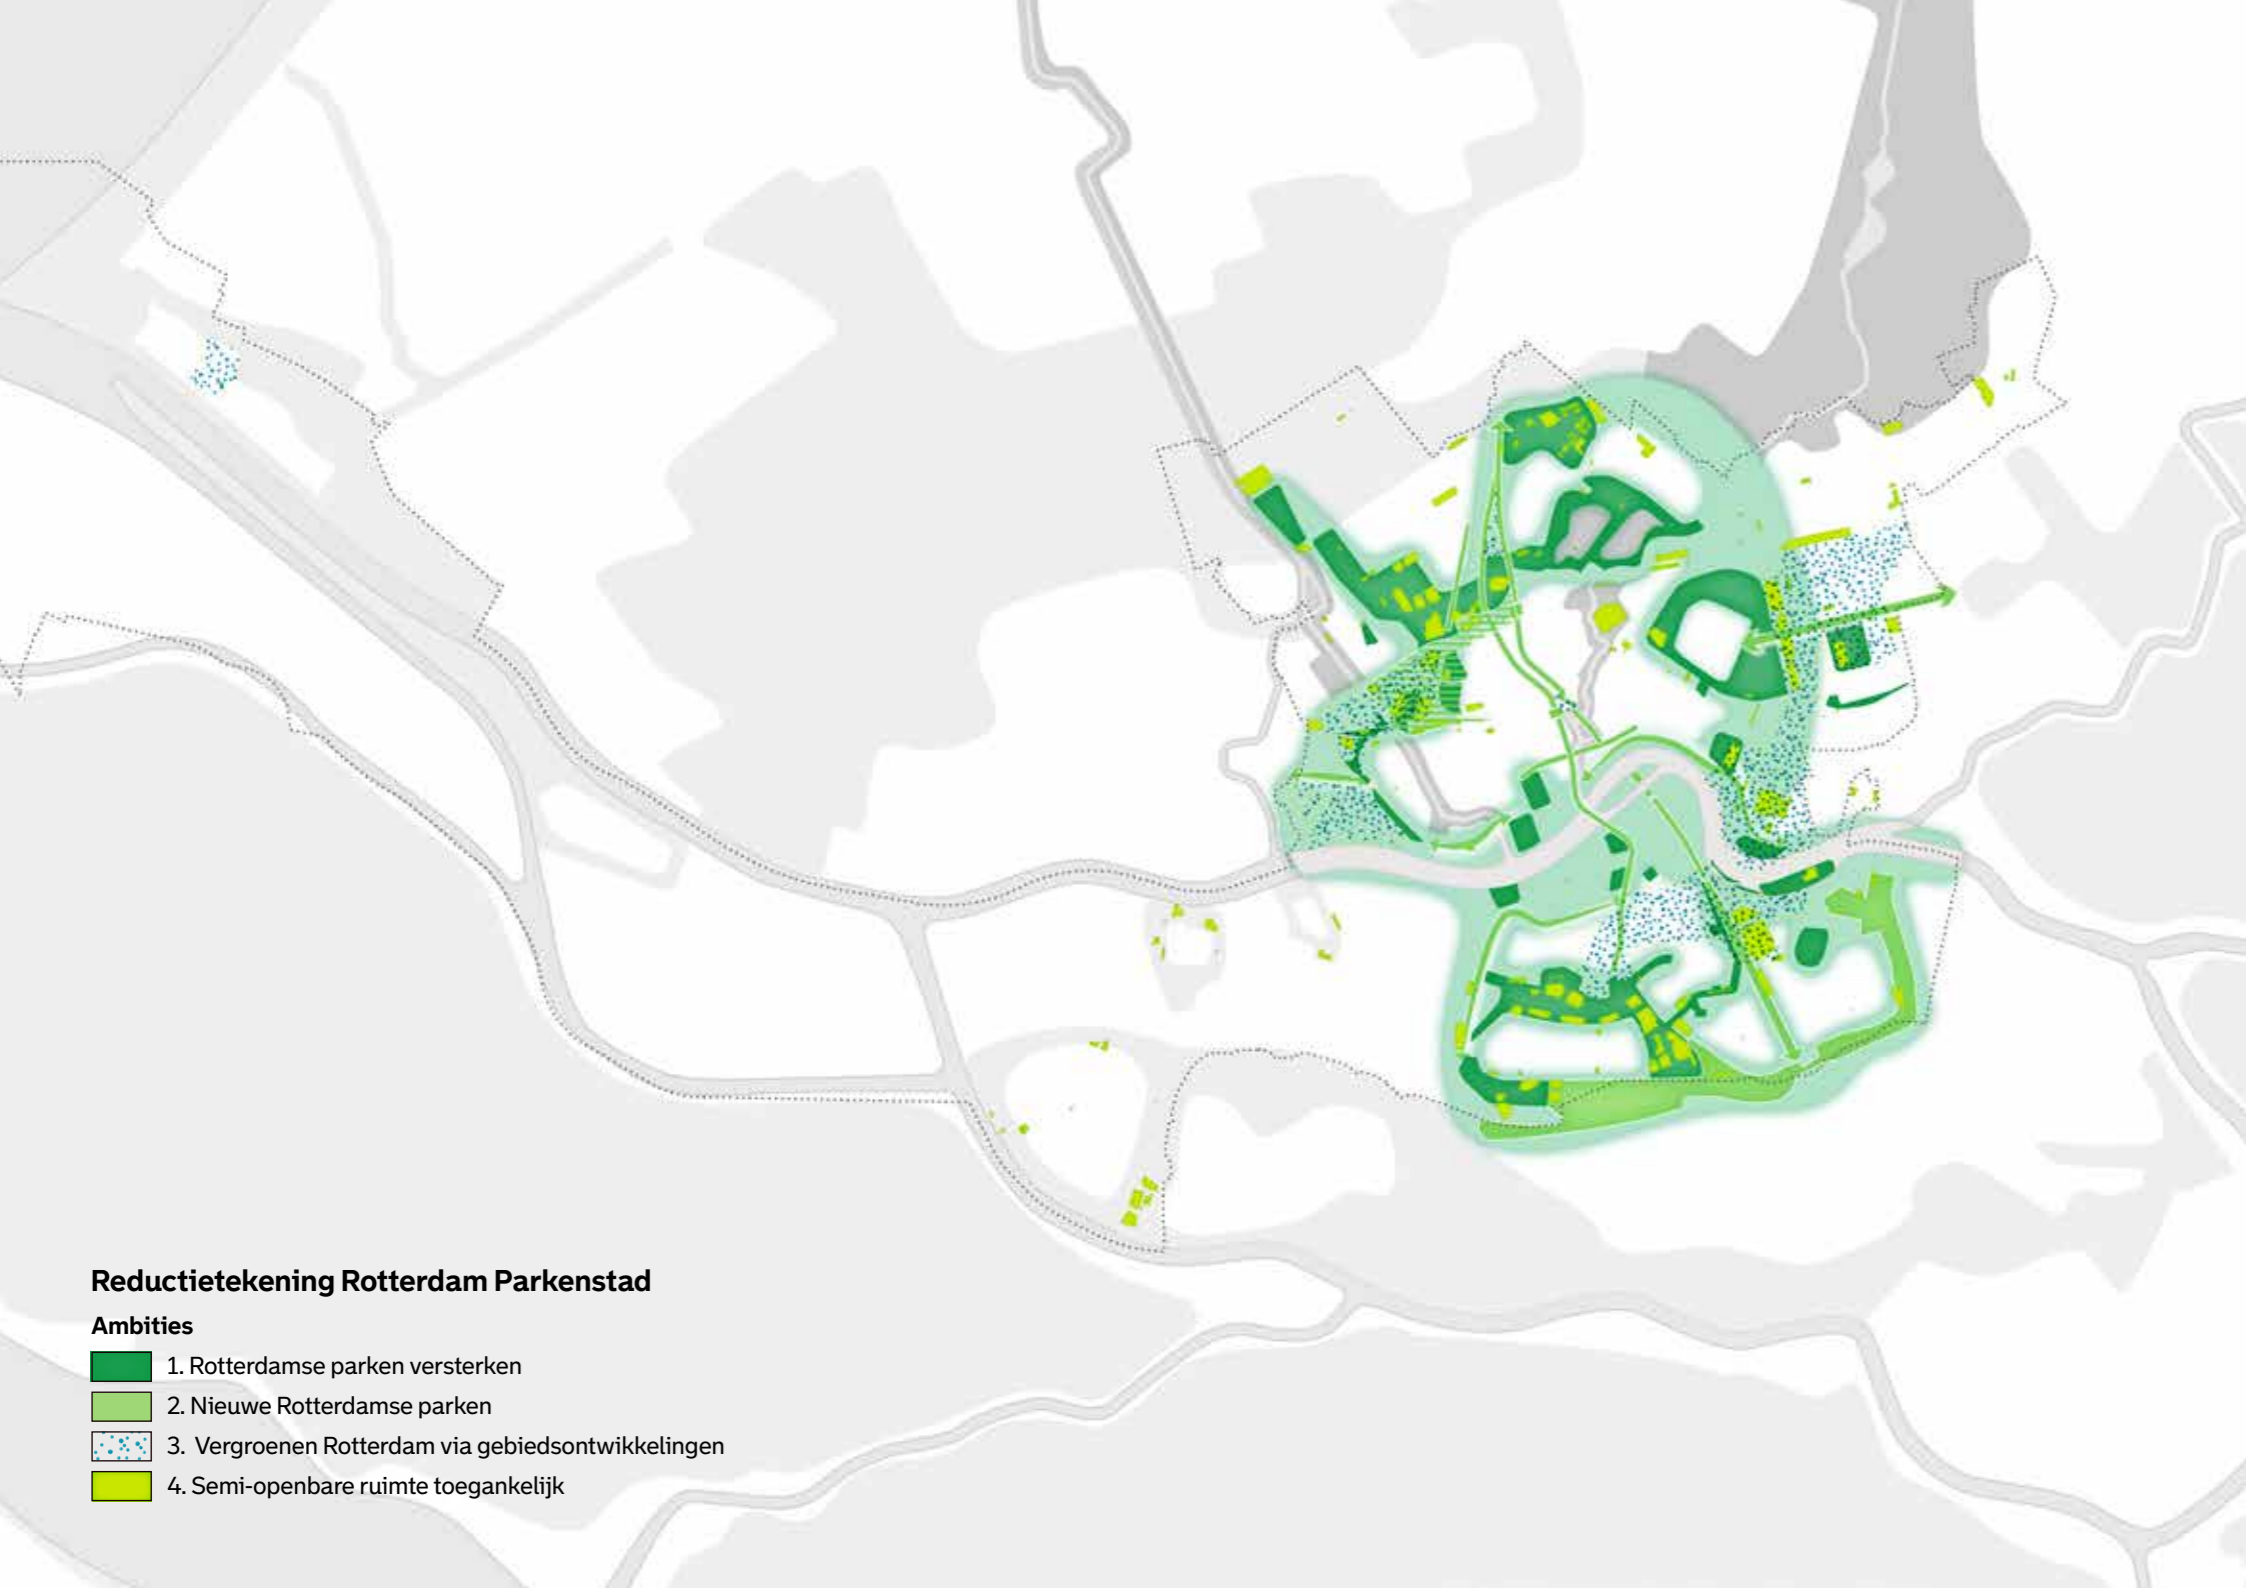 Reductietekening Rotterdam Parkenstad
Ambities
1. Rotterdamse parken versterken
2. Nieuwe Rotterdamse parken
3. Vergroenen Rotterdam via gebiedsontwikkelingen
4. Semi-openbare ruimte toegankelijk